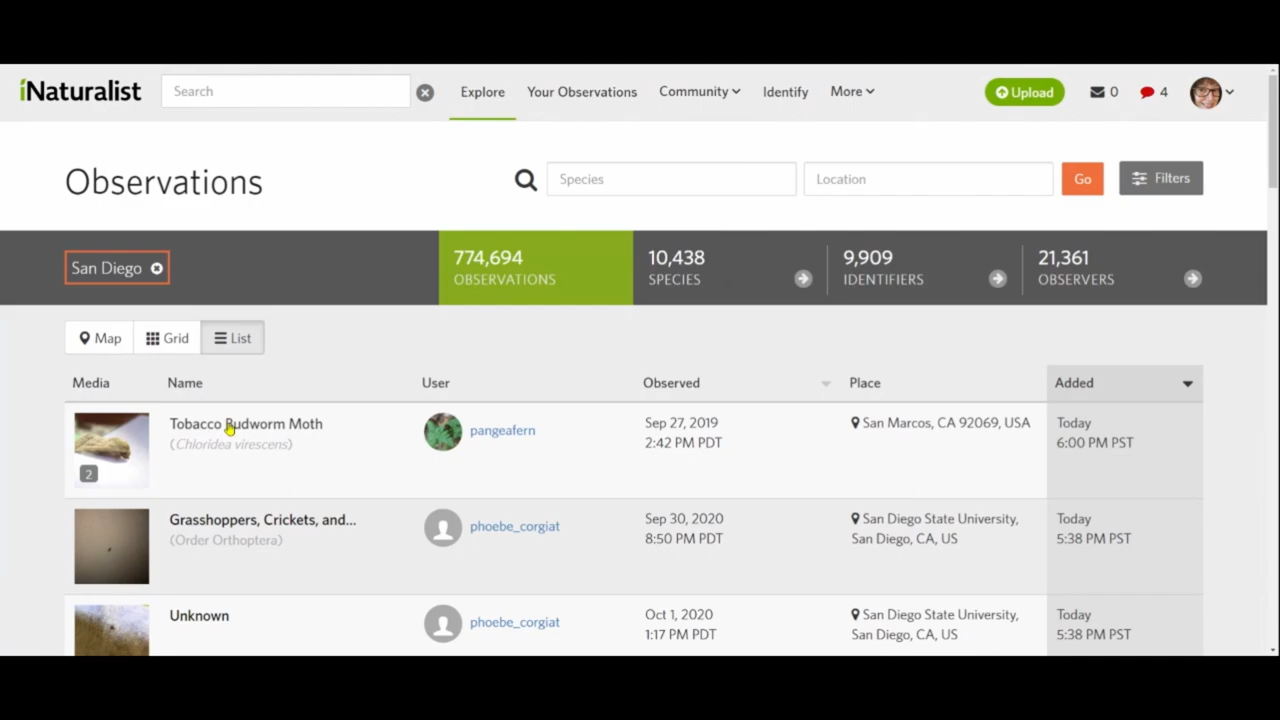 iNaturalist Search Explore Your Observations Community Identify More Upload 0 4
Observations Species Location Go Filters
San Diego
774,694 10,438 9,909 21,361
OBSERVATIONS SPECIES IDENTIFIERS OBSERVERS
Map Grid List
Media Name User Observed Place Added
Tobacco Budworm Moth pangeafern Sep 27, 2019 San Marcos, CA 92069, USA Today
(Chloridea virescens) 2:42 PM PDT 6:00 PM PST
2
Grasshoppers, Crickets, and... phoebe_corgiat Sep 30, 2020 San Diego State University, Today
(Order Orthoptera) 8:50 PM PDT San Diego, CA, US 5:38 PM PST
Unknown phoebe_corgiat Oct 1, 2020 San Diego State University, Today
1:17 PM PDT San Diego, CA, US 5:38 PM PST